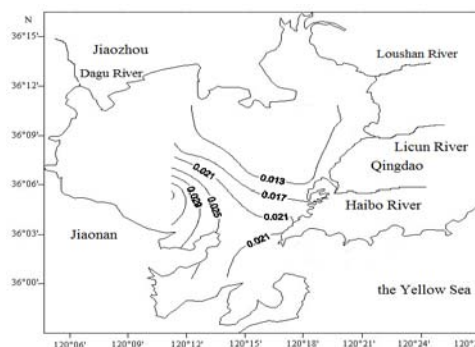 N
36°15'
Jiaozhou
Loushan River
Dagu River
36°12'
36°09'
Licun River
0.013
Qingdao
0.021
0.017
36°06'
0.029
0.025
0.021
Haibo River
36°03'
Jiaonan
0.021
36°00'
the Yellow Sea
120°06' 120°09' 120°12' 120°15' 120°18' 120°21' 120°24'